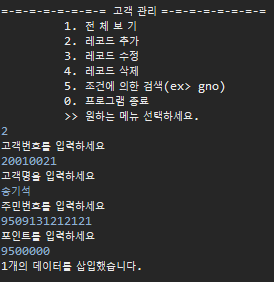 =-=-=-=-=-=-= 고객 관리 =-=-=-=-=-=-=-=
1. 전 체 보 기
2. 레코드 추가
3. 레코드 수정
4. 레코드 삭제
5. 조건에 의한 검색(ex> gno)
0. 프로그램 종료
>> 원하는 메뉴 선택하세요.
2
고객번호를 입력하세요
20010021
고객명을 입력하세요
송기석
주민번호를 입력하세요
9509131212121
포인트를 입력하세요
9500000
1개의 데이터를 삽입했습니다.